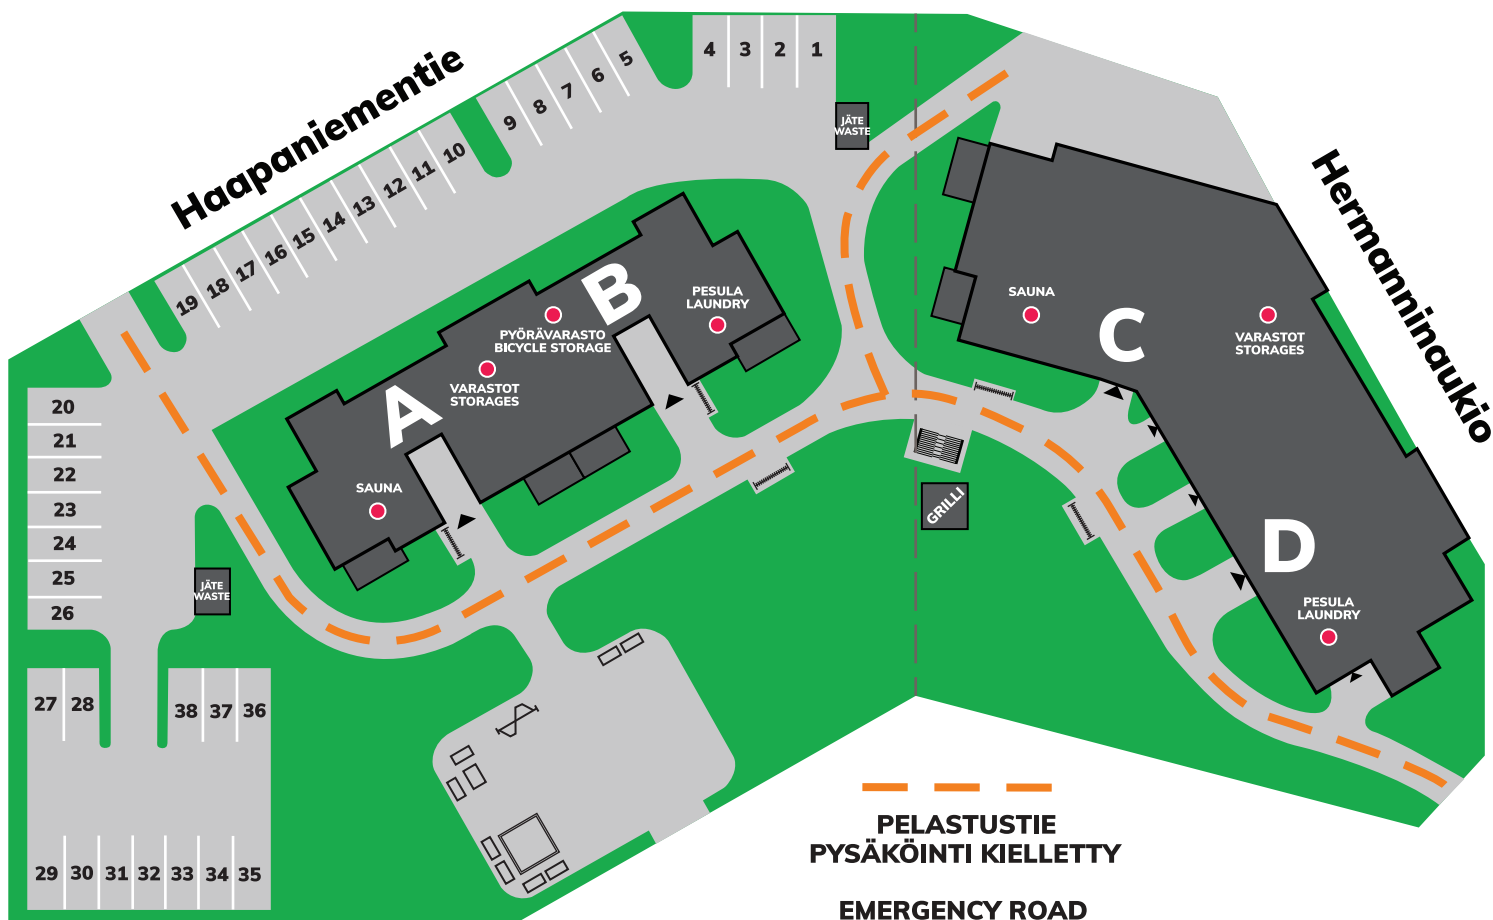 Haapaniementie
Hermanninaukio
4 3 2 1
5
6
7
8
9
10
11
12
13
14
15
16
17
18
19
20
21
22
23
24
25
26
27 28
38 37 36
29 30 31 32 33 34 35
JÄTE
WASTE
JÄTE
WASTE
A
B
C
D
PESULA
LAUNDRY
PYÖRÄVARASTO
BICYCLE STORAGE
VARASTOT
STORAGES
SAUNA
SAUNA
VARASTOT
STORAGES
PESULA
LAUNDRY
GRILLI
PELASTUSTIE
PYSÄKÖINTI KIELLETTY
EMERGENCY ROAD